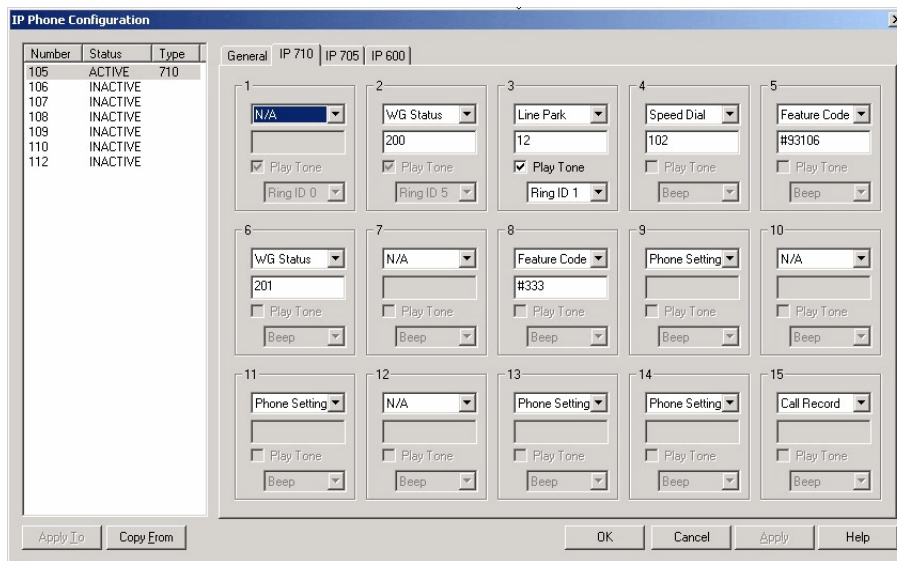 IP Phone Configuration
Number Status Type
105 ACTIVE 710
106 INACTIVE
107 INACTIVE
108 INACTIVE
109 INACTIVE
110 INACTIVE
112 INACTIVE
General IP 710 IP 705 IP 600
1 2 3 4 5
N/A WG Status Line Park Speed Dial Feature Code
200 12 102 #93106
Play Tone Play Tone Play Tone Play Tone Play Tone
Ring ID 0 Ring ID 5 Ring ID 1 Beep Beep
6 7 8 9 10
WG Status N/A Feature Code Phone Setting N/A
201 #333
Play Tone Play Tone Play Tone Play Tone Play Tone
Beep Beep Beep Beep Beep
11 12 13 14 15
Phone Setting N/A Phone Setting Phone Setting Call Record
Play Tone Play Tone Play Tone Play Tone Play Tone
Beep Beep Beep Beep Beep
Apply To Copy From OK Cancel Apply Help